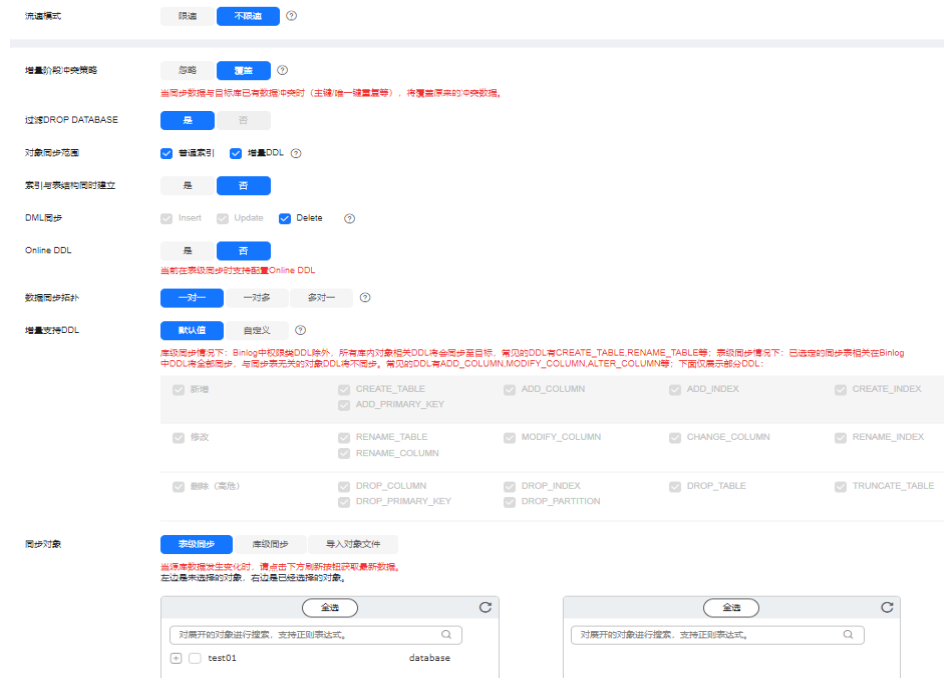 流速模式 限速 不限速 ?
增量阶段冲突策略 忽略 覆盖 ?
当同步数据与目标库已有数据冲突时（主键/唯一键重复等），将覆盖原来的冲突数据。
过滤DROP DATABASE 是 否
对象同步范围 普通索引 增量DDL ?
索引与表结构同时建立 是 否
DML同步 Insert Update Delete ?
Online DDL 是 否
当前在表级同步时支持配置Online DDL
数据同步拓扑 一对一 一对多 多对一 ?
增量支持DDL 默认值 自定义 ?
库级同步情况下：Binlog中权限类DDL除外，所有库内对象相关DDL将会同步至目标，常见的DDL有CREATE_TABLE,RENAME_TABLE等；表级同步情况下：已选定的同步表相关在Binlog
中DDL将全部同步，与同步表无关的对象DDL将不同步。常见的DDL有ADD_COLUMN,MODIFY_COLUMN,ALTER_COLUMN等；下面仅展示部分DDL：
新增 CREATE_TABLE ADD_COLUMN ADD_INDEX CREATE_INDEX
ADD_PRIMARY_KEY
修改 RENAME_TABLE MODIFY_COLUMN CHANGE_COLUMN RENAME_INDEX
RENAME_COLUMN
删除（高危） DROP_COLUMN DROP_INDEX DROP_TABLE TRUNCATE_TABLE
DROP_PRIMARY_KEY DROP_PARTITION
同步对象 表级同步 库级同步 导入对象文件
当源库数据发生变化时，请点击下方刷新按钮获取最新数据。
左边是未选择的对象，右边是已经选择的对象。
全选 全选
对展开的对象进行搜索，支持正则表达式。 对展开的对象进行搜索，支持正则表达式。
test01 database